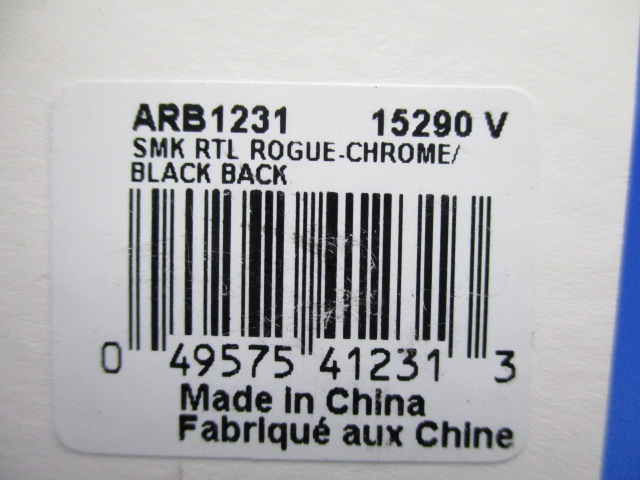 ARB1231 15290 V
SMK RTL ROGUE-CHROME/
BLACK BACK
0 49575 41231 3
Made in China
Fabriqué aux Chine